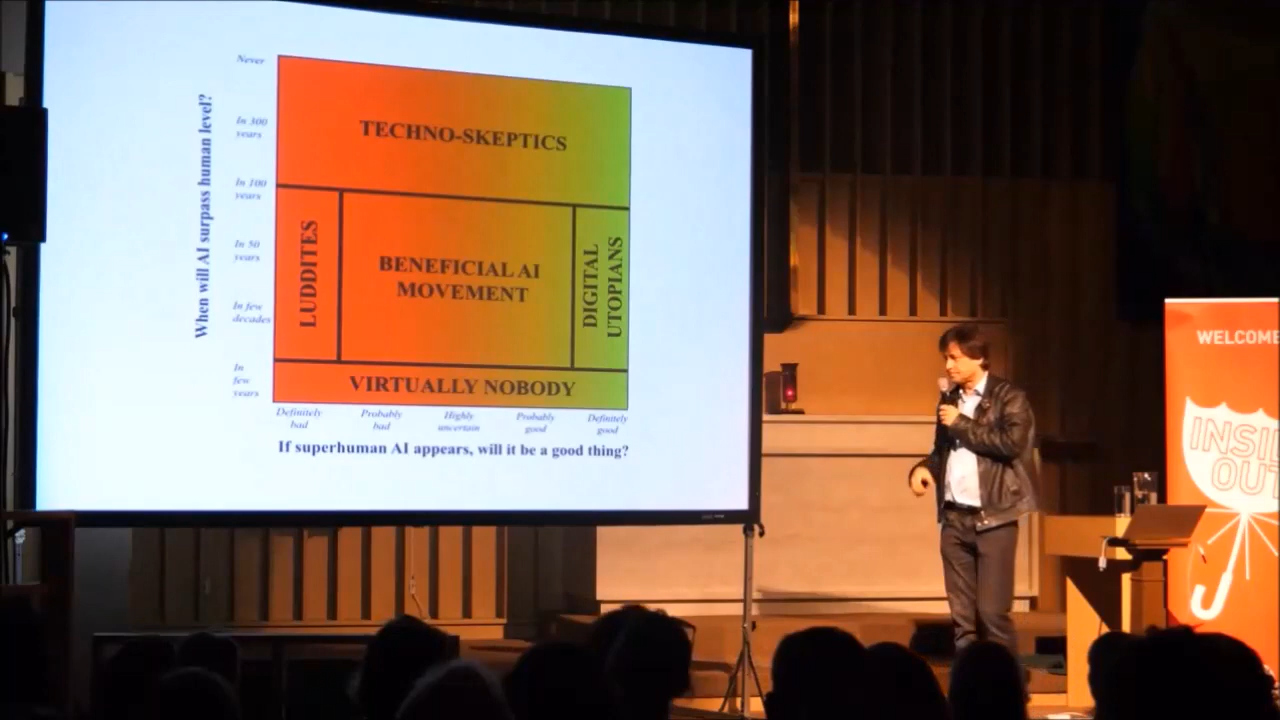 When will AI surpass human level?
Never
In 300
years
In 100
years
In 50
years
In few
decades
In
few
years
TECHNO-SKEPTICS
LUDDITES
BENEFICIAL AI
MOVEMENT
DIGITAL
UTOPIANS
VIRTUALLY NOBODY
Definitely
bad
Probably
bad
Highly
uncertain
Probably
good
Definitely
good
If superhuman AI appears, will it be a good thing?
WELCOME